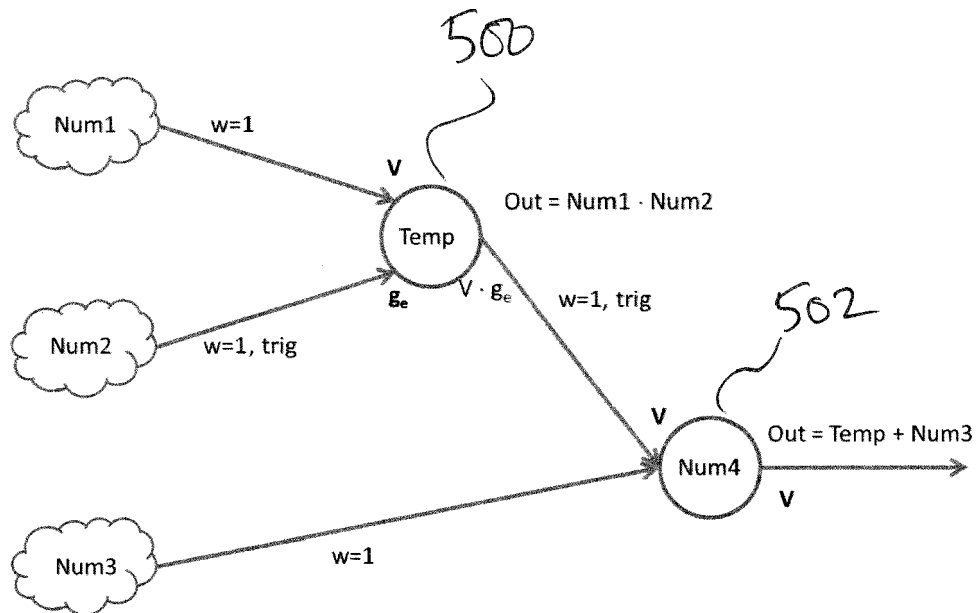 500
Num1
w=1
V
Out = Num1 · Num2
Temp
gₑ
V · gₑ
Num2
w=1, trig
w=1, trig
502
V
Out = Temp + Num3
Num4
V
Num3
w=1